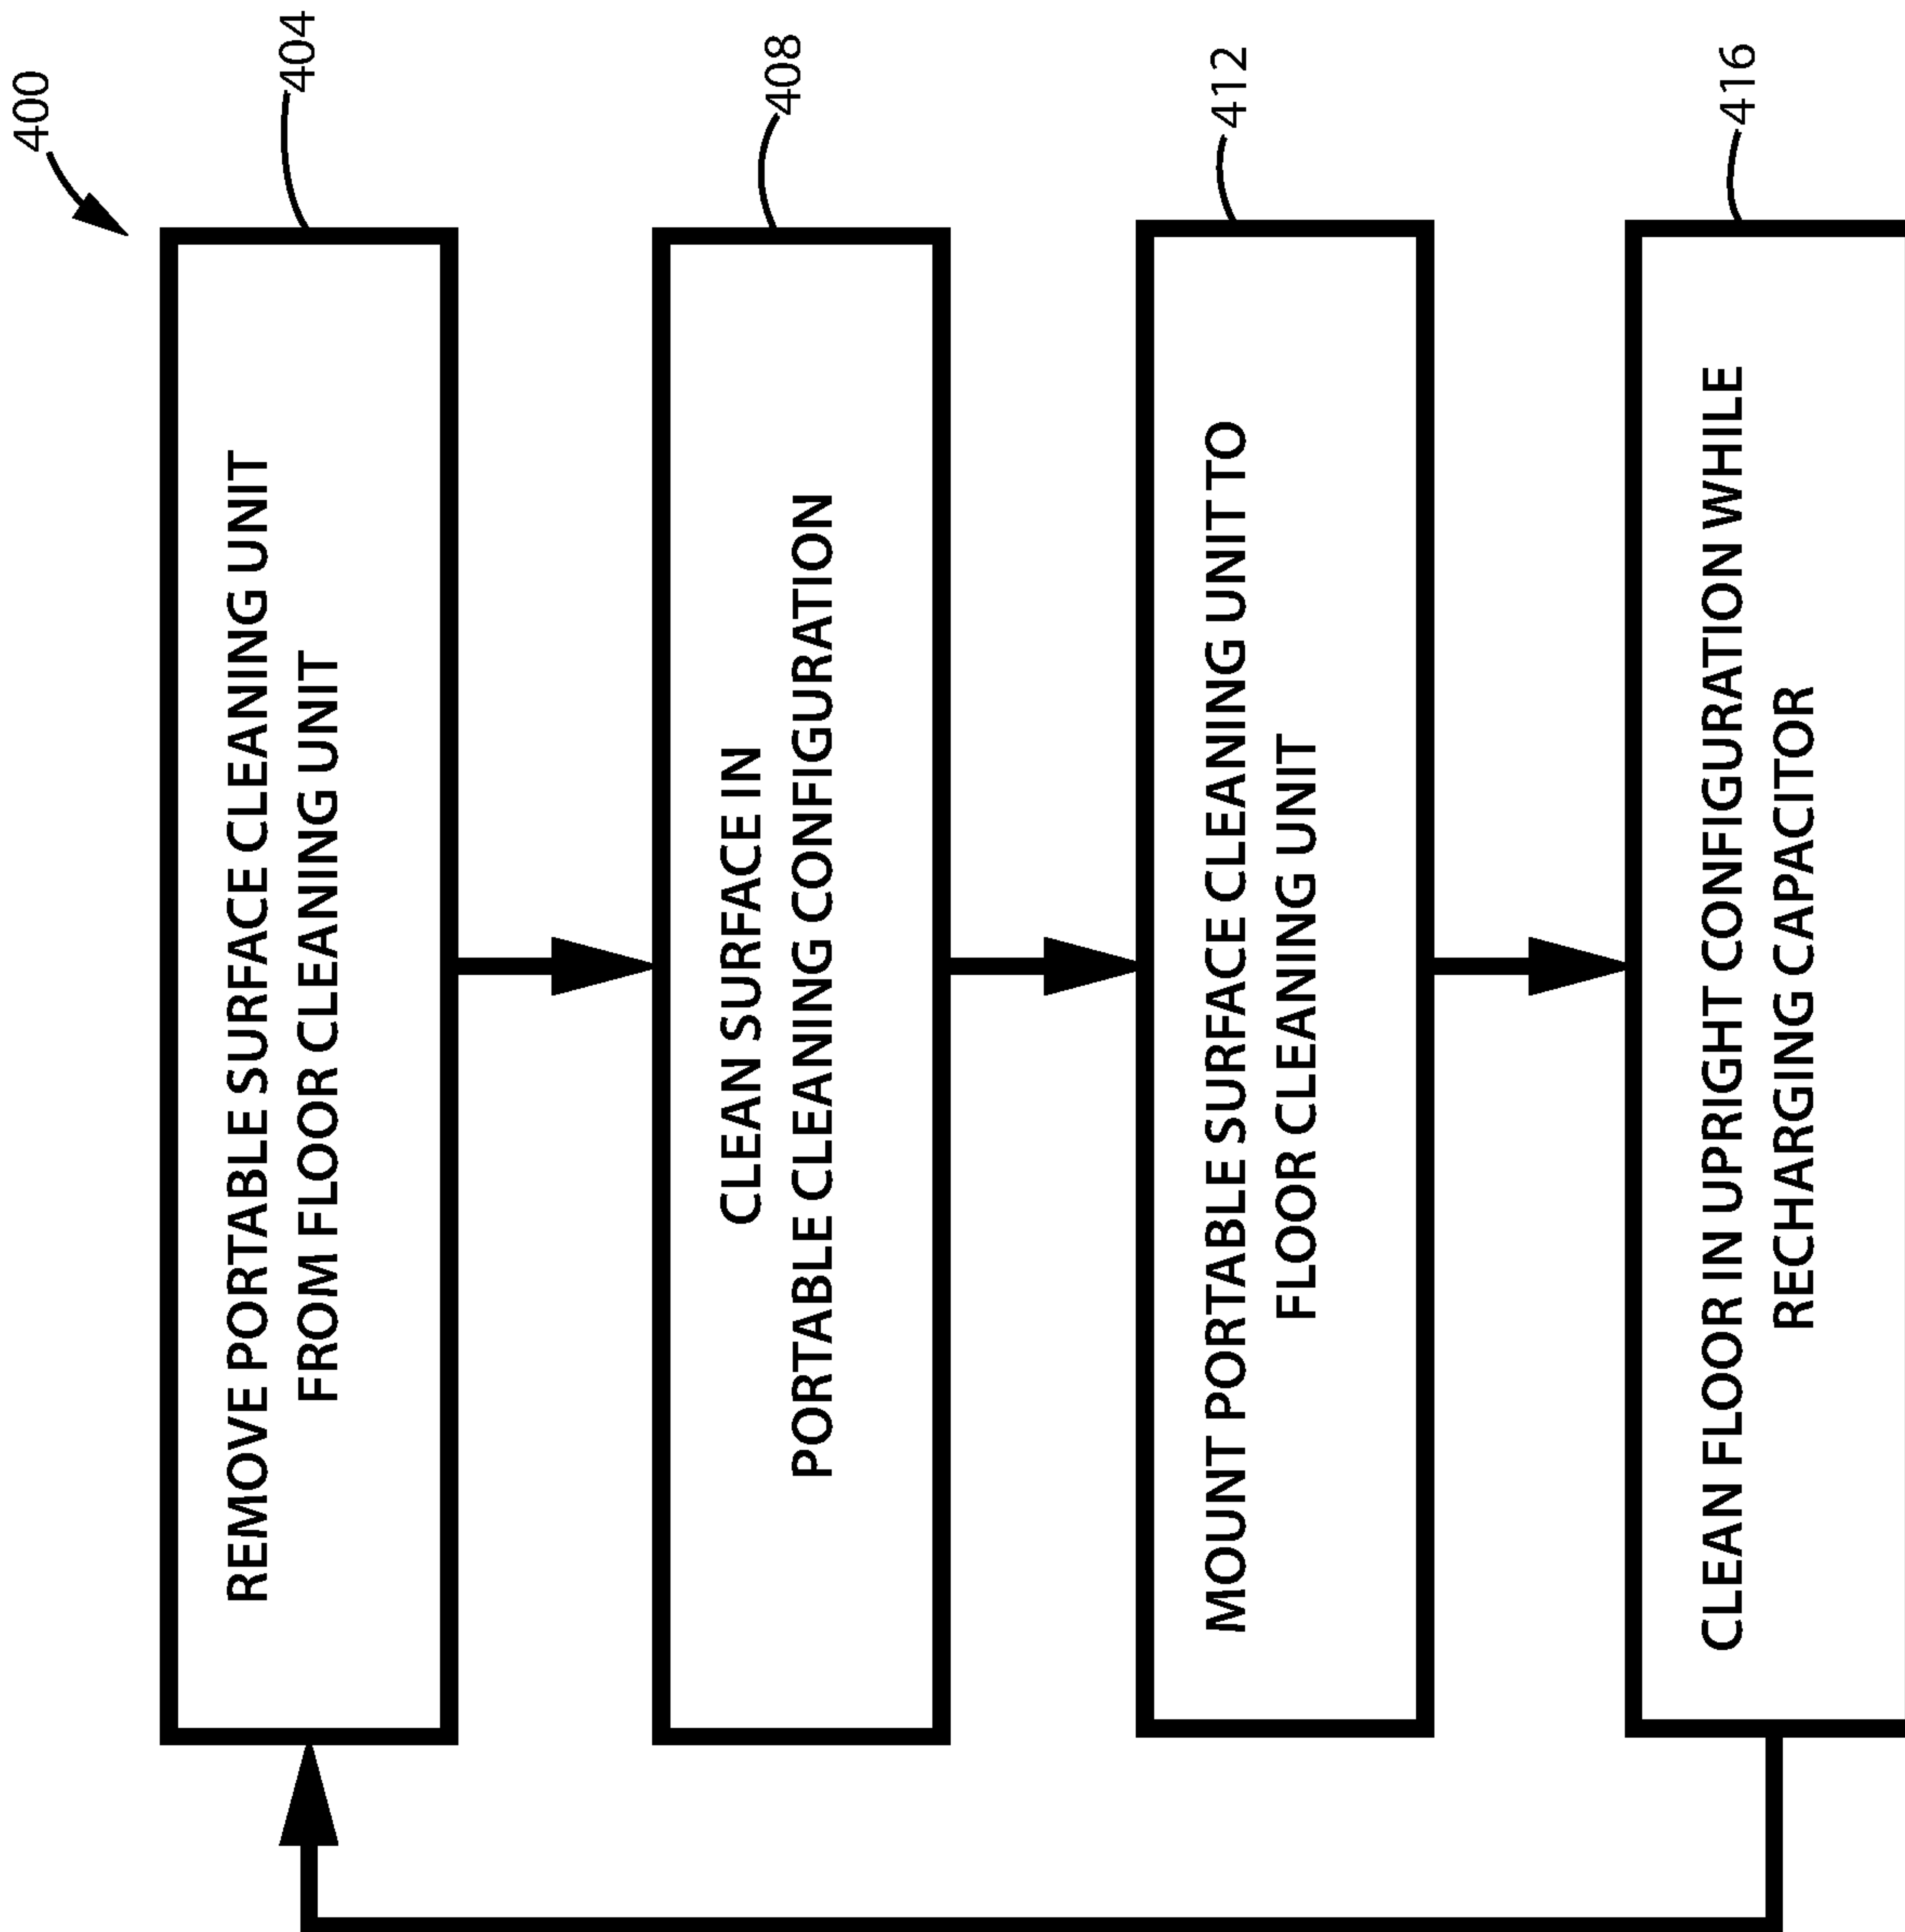 400
REMOVE PORTABLE SURFACE CLEANING UNIT
FROM FLOOR CLEANING UNIT
404
CLEAN SURFACE IN
PORTABLE CLEANING CONFIGURATION
408
MOUNT PORTABLE SURFACE CLEANING UNIT TO
FLOOR CLEANING UNIT
412
CLEAN FLOOR IN UPRIGHT CONFIGURATION WHILE
RECHARGING CAPACITOR
416